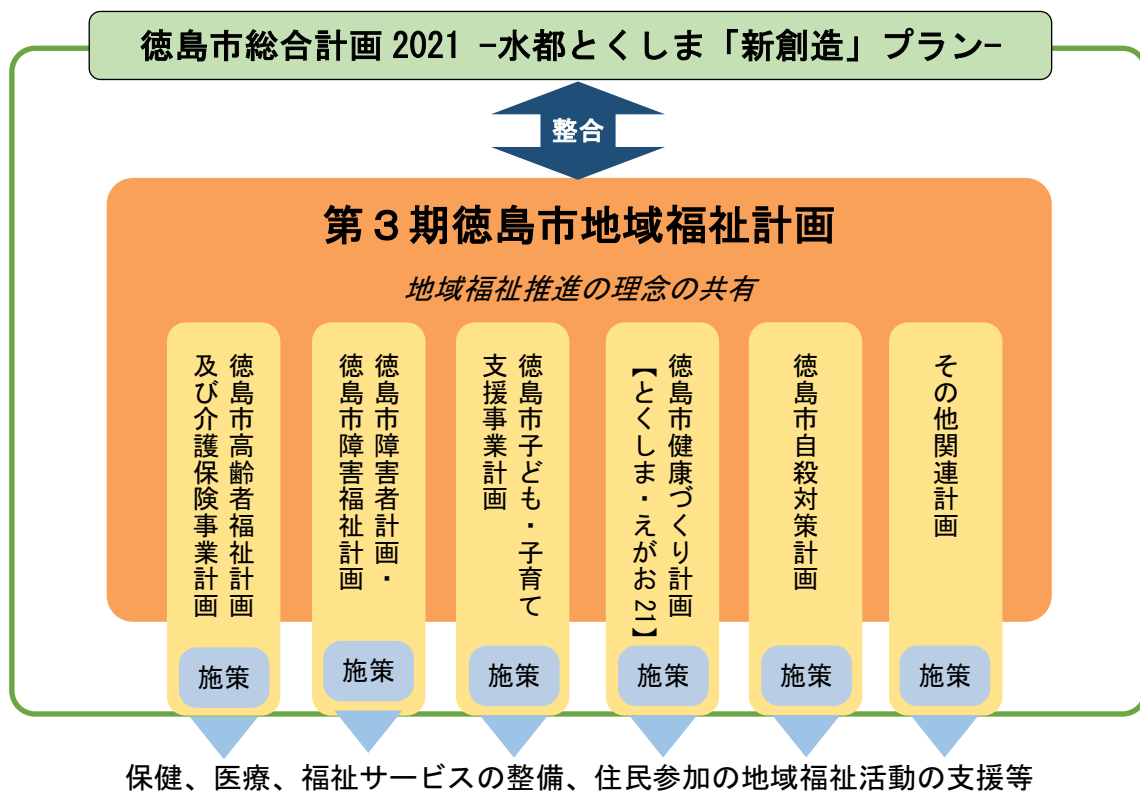 徳島市総合計画 2021 -水都とくしま「新創造」プラン-
整合
第３期徳島市地域福祉計画
地域福祉推進の理念の共有
徳島市高齢者福祉計画
及び介護保険事業計画
施策
徳島市障害者計画・
徳島市障害福祉計画
施策
徳島市子ども・子育て
支援事業計画
施策
徳島市健康づくり計画
【とくしま・えがお 21】
施策
徳島市自殺対策計画
施策
その他関連計画
施策
保健、医療、福祉サービスの整備、住民参加の地域福祉活動の支援等